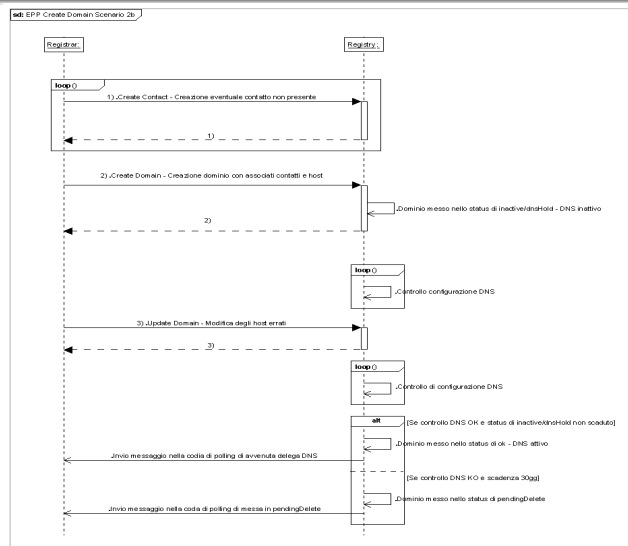 sd: EPP Create Domain Scenario 2b
Registrar:
Registry:
loop ()
1) .Create Contact - Creazione eventuale contatto non presente
1)
2) .Create Domain - Creazione dominio con associati contatti e host
.Dominio messo nello status di inactive/dnsHold - DNS inattivo
2)
loop ()
.Controllo configurazione DNS
3) .Update Domain - Modifica degli host errati
3)
loop ()
.Controllo di configurazione DNS
alt
[Se controllo DNS OK e status di inactive/dnsHold non scaduto]
.Dominio messo nello status di ok - DNS attivo
.Invio messaggio nella codia di polling di avvenuta delega DNS
[Se controllo DNS KO e scadenza 30gg]
.Dominio messo nello status di pendingDelete
.Invio messaggio nella coda di polling di messa in pendingDelete